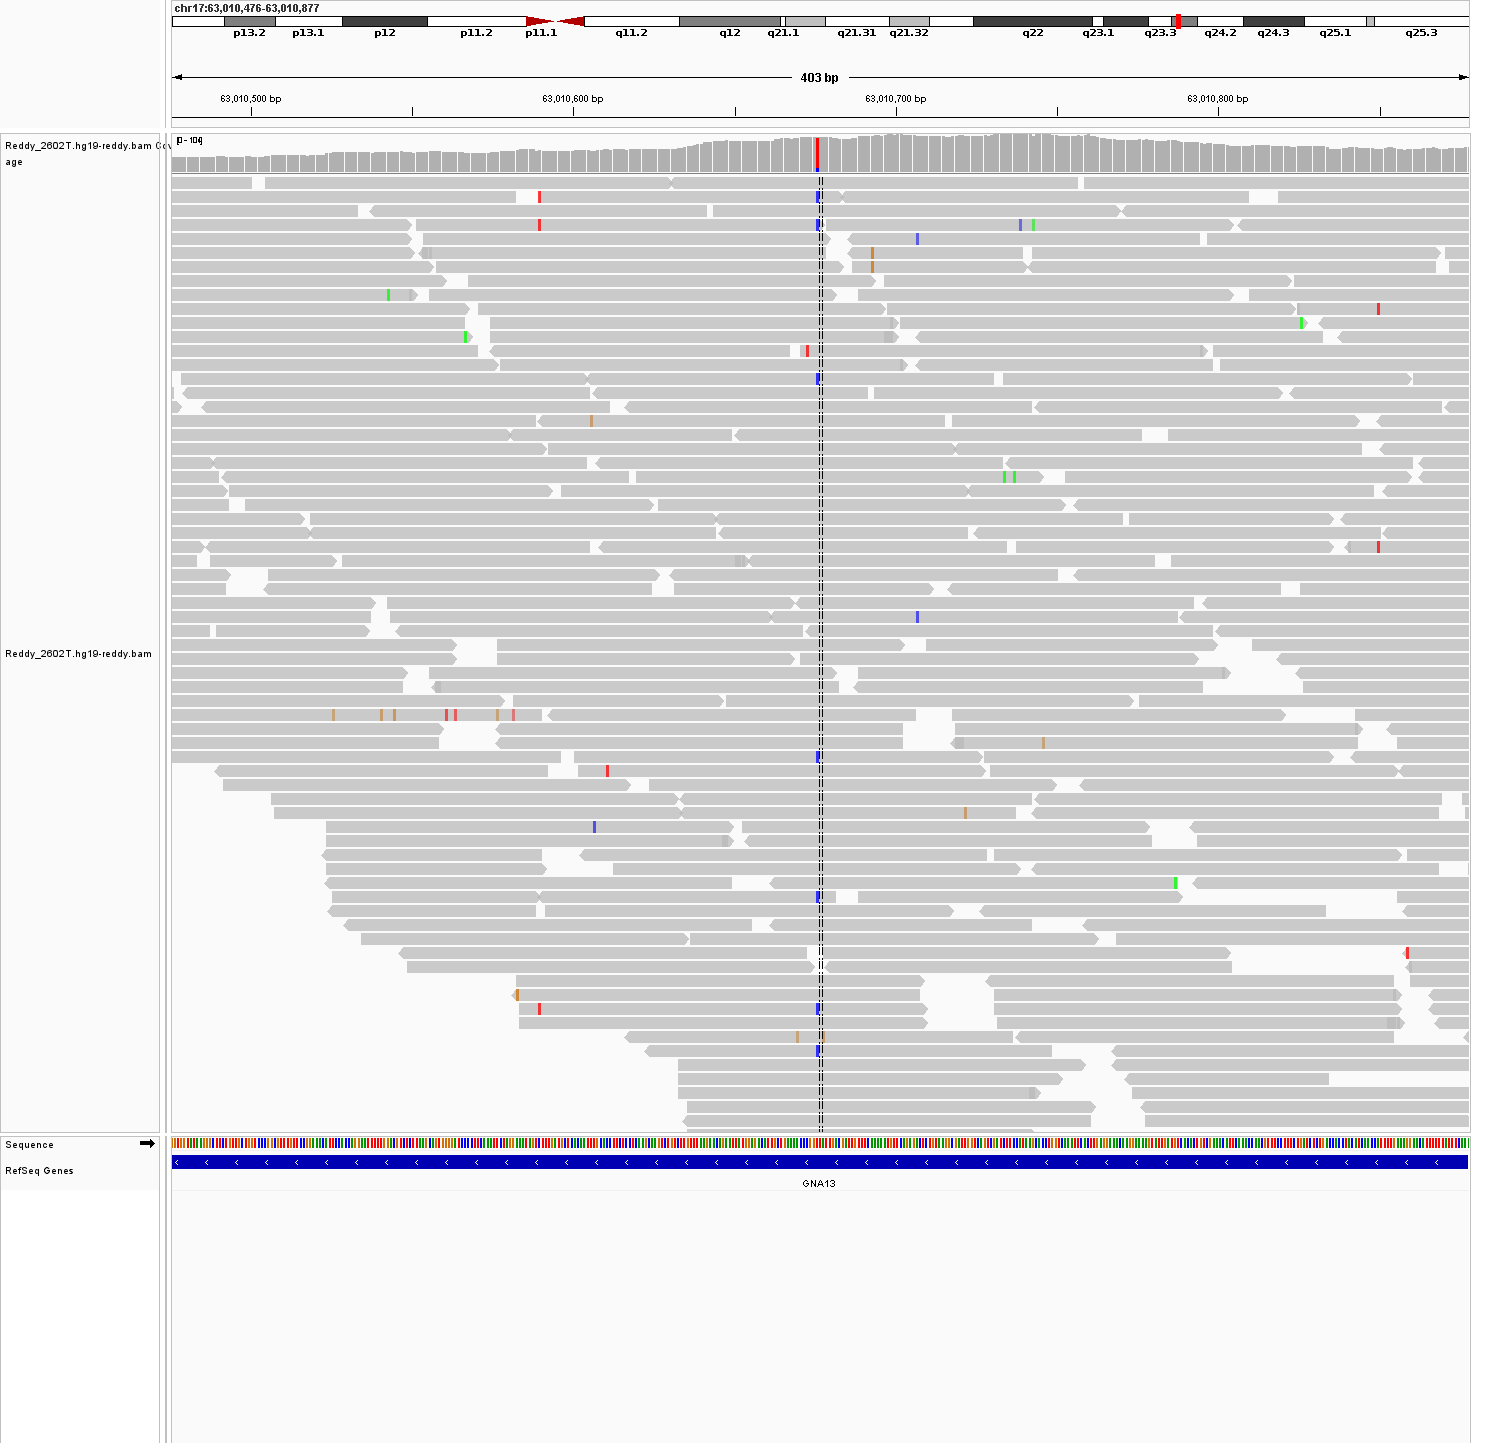 chr17:63,010,476-63,010,877
p13.2 p13.1 p12 p11.2 p11.1 q11.2 q12 q21.1 q21.31 q21.32 q22 q23.1 q23.3 q24.2 q24.3 q25.1 q25.3
403 bp
63,010,500 bp 63,010,600 bp 63,010,700 bp 63,010,800 bp
[0 - 104]
Reddy_2602T.hg19-reddy.bam Cov
age
Reddy_2602T.hg19-reddy.bam
Sequence
RefSeq Genes
GNA13